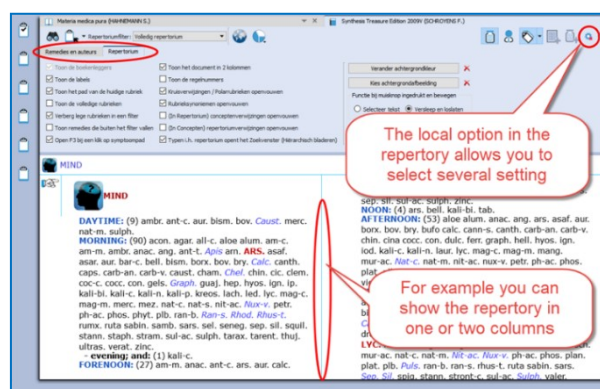 Materia medica pura (HAHNEMANN S.)
Synthesis Treasure Edition 2009V (SCHROYENS F.)
Repertoriumfilter: Volledig repertorium
Remedies en auteurs
Repertorium
Toon de boekenleggers
Toon het document in 2 kolommen
Toon de labels
Toon de regelnummers
Toon het pad van de huidige rubriek
Kruisverwijzingen / Polarrubrieken openvouwen
Toon de volledige rubrieken
Rubrieksynoniemen openvouwen
Verberg lege rubrieken in een filter
(In Repertorium) conceptenverwijzingen openvouwen
Toon remedies die buiten het filter vallen
(In Concepten) repertoriumverwijzingen openvouwen
Open F3 bij een klik op symptoompad
Typen i.h. repertorium opent het Zoekvenster (Hiërarchisch bladeren)
Verander achtergrondkleur
Kies achtergrondafbeelding
Functie bij muisknop ingedrukt en bewegen
Selecteer tekst
Versleep en loslaten
The local option in the
repertory allows you to
select several setting
MIND
MIND
DAYTIME: (9) ambr. ant-c. aur. bism. bov. Caust. merc.
nat-m. sulph.
MORNING: (90) acon. agar. all-c. aloe alum. am-c.
am-m. ambr. anac. ang. ant-t. Apis arn. ARS. asaf.
asar. aur. bar-c. bell. bism. borx. bov. bry. Calc. canth.
caps. carb-an. carb-v. caust. cham. Chel. chin. cic. clem.
coc-c. cocc. con. gels. Graph. guaj. hep. hyos. ign. ip.
kali-bi. kali-c. kali-n. kali-p. kreos. lach. led. lyc. mag-c.
mag-m. merc. mez. nat-c. nat-s. nit-ac. Nux-v. petr.
ph-ac. phos. phyt. plb. ran-b. Ran-s. Rhod. Rhus-t.
rumx. ruta sabin. samb. sars. sel. seneg. sep. sil. squil.
stann. staph. stram. sul-ac. sulph. tarax. tarent. thuj.
ultras. verat. zinc.
- evening; and: (1) kali-c.
FORENOON: (27) am-m. anac. ant-c. ars. aur. calc.
sep. sil. sul-ac. sulph. zinc.
NOON: (4) ars. bell. kali-bi. tab.
AFTERNOON: (53) aloe alum. anac. ang. ars. asaf. aur.
borx. bov. bry. bufo calc. cann-s. canth. carb-an. carb-v.
chin. cina cocc. con. dulc. ferr. graph. hell. hyos. ign.
iod. kali-c. kali-n. laur. lyc. mag-c. mag-m. mang.
mur-ac. Nat-c. nat-m. nit-ac. nux-v. petr. ph-ac. phos.
plat.
For example you can
show the repertory in
one or two columns
mur-ac. nat-c. nat-m. Nit-ac. Nux-v. ph-ac. phos. plan.
plat. plb. Puls. ran-b. ran-s. rhus-t. ruta sabin. sars.
Sep. Sil. spig. stann. stront-c. sul-ac. Sulph. valer.